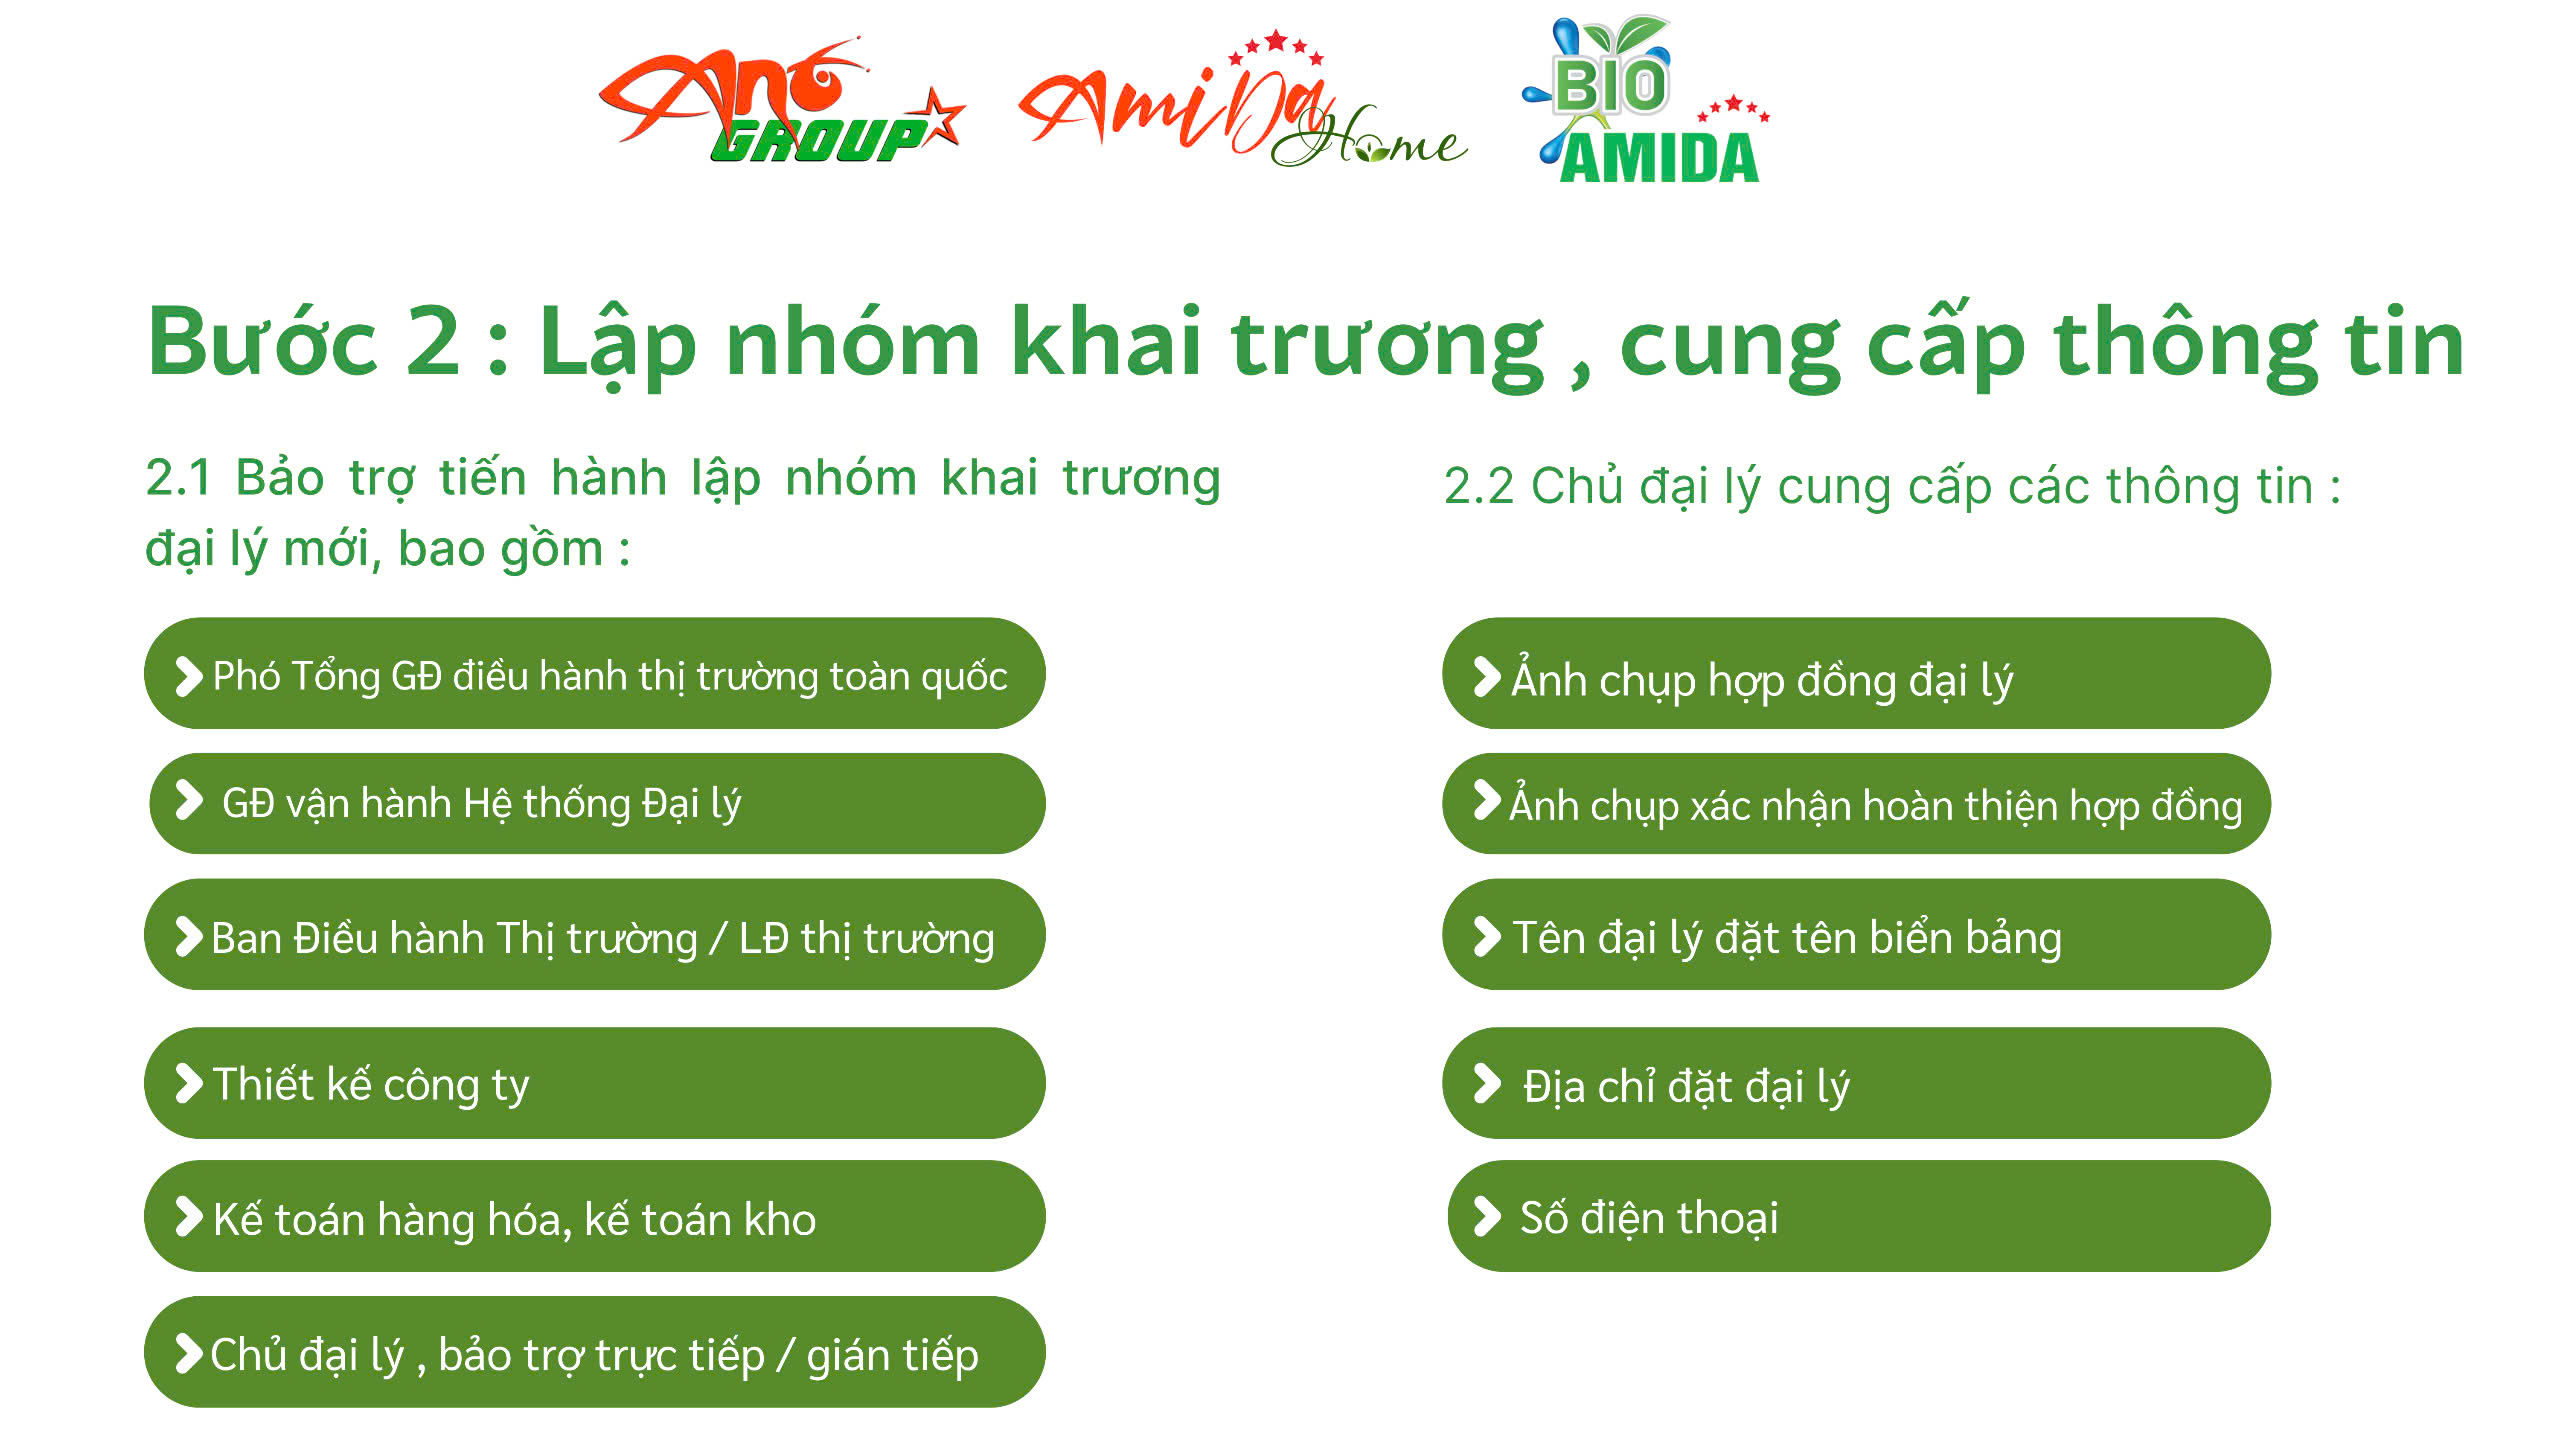 Anó
GROUP
AmiDa
Home
BIO
AMIDA
Bước 2 : Lập nhóm khai trương , cung cấp thông tin
2.1 Bảo trợ tiến hành lập nhóm khai trương
đại lý mới, bao gồm :
Phó Tổng GĐ điều hành thị trường toàn quốc
GĐ vận hành Hệ thống Đại lý
Ban Điều hành Thị trường / LĐ thị trường
Thiết kế công ty
Kế toán hàng hóa, kế toán kho
Chủ đại lý , bảo trợ trực tiếp / gián tiếp
2.2 Chủ đại lý cung cấp các thông tin :
Ảnh chụp hợp đồng đại lý
Ảnh chụp xác nhận hoàn thiện hợp đồng
Tên đại lý đặt tên biển bảng
Địa chỉ đặt đại lý
Số điện thoại